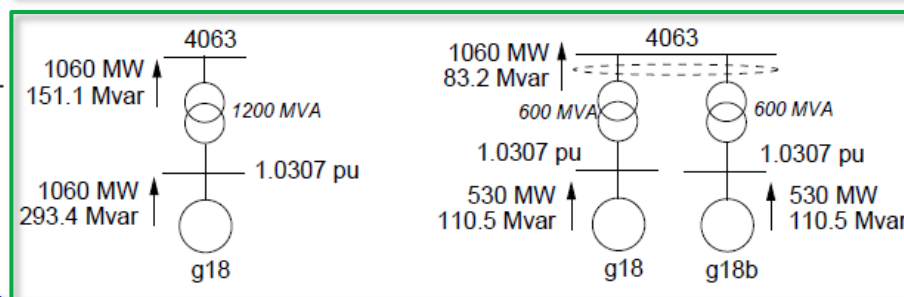 4063
1060 MW
151.1 Mvar
1200 MVA
1.0307 pu
1060 MW
293.4 Mvar
g18
4063
1060 MW
83.2 Mvar
600 MVA
600 MVA
1.0307 pu
1.0307 pu
530 MW
110.5 Mvar
530 MW
110.5 Mvar
g18
g18b